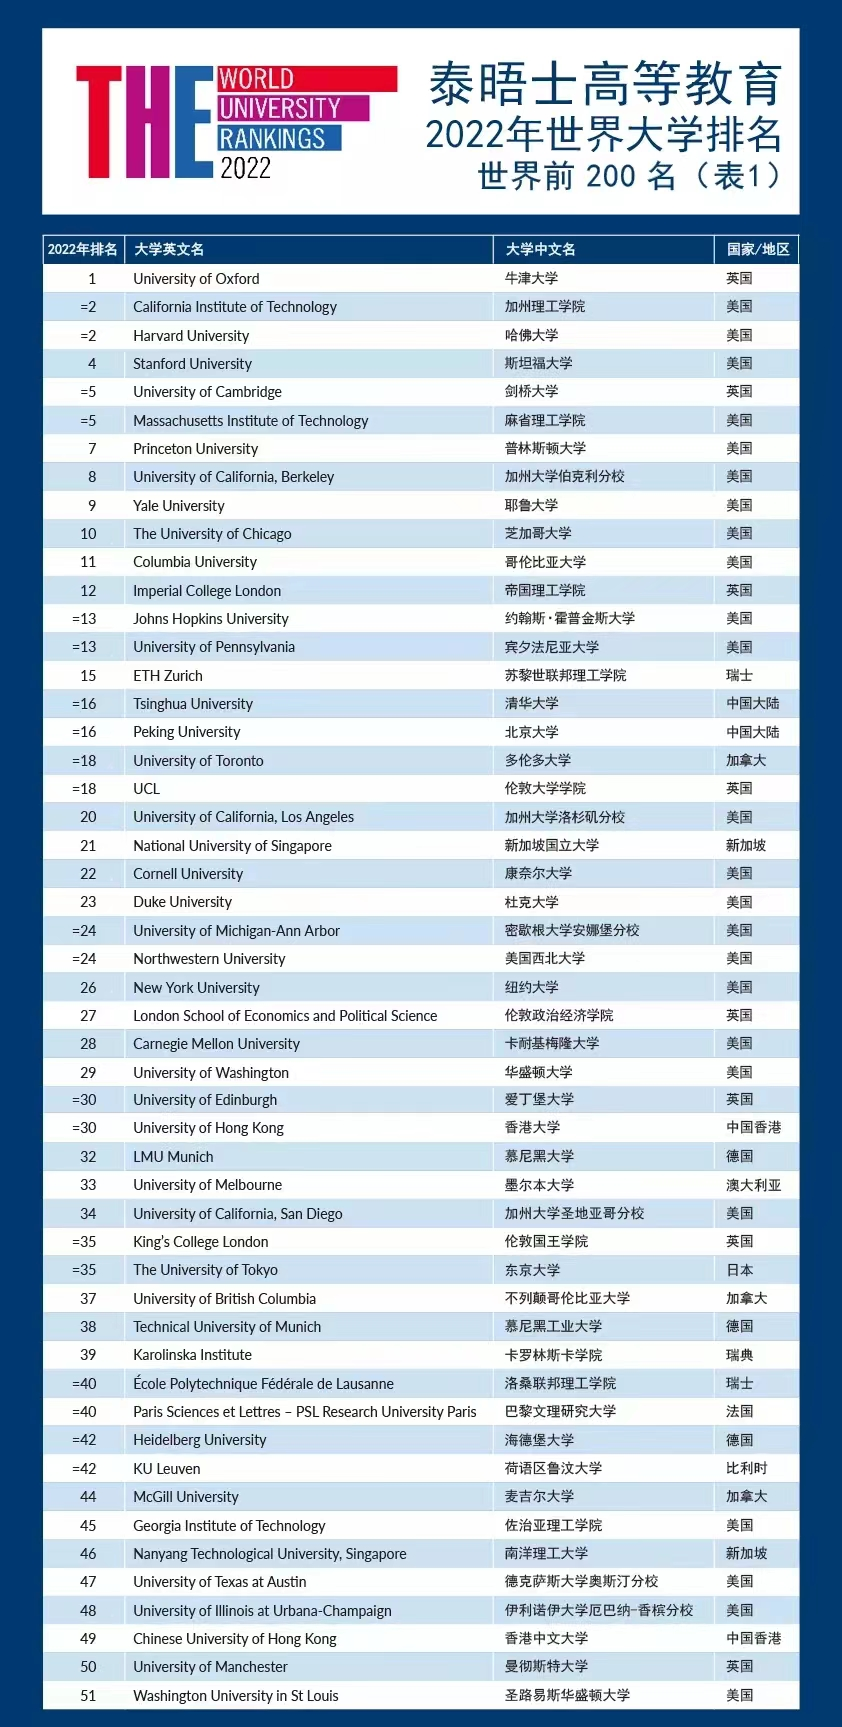 THE WORLD
UNIVERSITY
RANKINGS
2022
泰晤士高等教育
2022年世界大学排名
世界前 200 名（表1）
2022年排名 大学英文名 大学中文名 国家/地区
1 University of Oxford 牛津大学 英国
=2 California Institute of Technology 加州理工学院 美国
=2 Harvard University 哈佛大学 美国
4 Stanford University 斯坦福大学 美国
=5 University of Cambridge 剑桥大学 英国
=5 Massachusetts Institute of Technology 麻省理工学院 美国
7 Princeton University 普林斯顿大学 美国
8 University of California, Berkeley 加州大学伯克利分校 美国
9 Yale University 耶鲁大学 美国
10 The University of Chicago 芝加哥大学 美国
11 Columbia University 哥伦比亚大学 美国
12 Imperial College London 帝国理工学院 英国
=13 Johns Hopkins University 约翰斯·霍普金斯大学 美国
=13 University of Pennsylvania 宾夕法尼亚大学 美国
15 ETH Zurich 苏黎世联邦理工学院 瑞士
=16 Tsinghua University 清华大学 中国大陆
=16 Peking University 北京大学 中国大陆
=18 University of Toronto 多伦多大学 加拿大
=18 UCL 伦敦大学学院 英国
20 University of California, Los Angeles 加州大学洛杉矶分校 美国
21 National University of Singapore 新加坡国立大学 新加坡
22 Cornell University 康奈尔大学 美国
23 Duke University 杜克大学 美国
=24 University of Michigan-Ann Arbor 密歇根大学安娜堡分校 美国
=24 Northwestern University 美国西北大学 美国
26 New York University 纽约大学 美国
27 London School of Economics and Political Science 伦敦政治经济学院 英国
28 Carnegie Mellon University 卡耐基梅隆大学 美国
29 University of Washington 华盛顿大学 美国
=30 University of Edinburgh 爱丁堡大学 英国
=30 University of Hong Kong 香港大学 中国香港
32 LMU Munich 慕尼黑大学 德国
33 University of Melbourne 墨尔本大学 澳大利亚
34 University of California, San Diego 加州大学圣地亚哥分校 美国
=35 King's College London 伦敦国王学院 英国
=35 The University of Tokyo 东京大学 日本
37 University of British Columbia 不列颠哥伦比亚大学 加拿大
38 Technical University of Munich 慕尼黑工业大学 德国
39 Karolinska Institute 卡罗林斯卡学院 瑞典
=40 École Polytechnique Fédérale de Lausanne 洛桑联邦理工学院 瑞士
=40 Paris Sciences et Lettres – PSL Research University Paris 巴黎文理研究大学 法国
=42 Heidelberg University 海德堡大学 德国
=42 KU Leuven 荷语区鲁汶大学 比利时
44 McGill University 麦吉尔大学 加拿大
45 Georgia Institute of Technology 佐治亚理工学院 美国
46 Nanyang Technological University, Singapore 南洋理工大学 新加坡
47 University of Texas at Austin 德克萨斯大学奥斯汀分校 美国
48 University of Illinois at Urbana-Champaign 伊利诺伊大学厄巴纳-香槟分校 美国
49 Chinese University of Hong Kong 香港中文大学 中国香港
50 University of Manchester 曼彻斯特大学 英国
51 Washington University in St Louis 圣路易斯华盛顿大学 美国